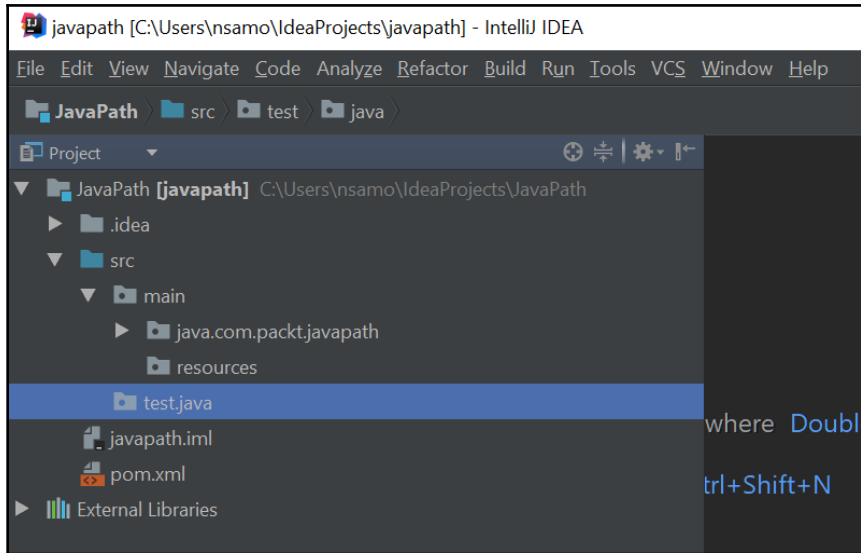 javapath [C:\Users\nsamo\IdeaProjects\javapath] - IntelliJ IDEA
File Edit View Navigate Code Analyze Refactor Build Run Tools VCS Window Help
JavaPath src test java
Project
JavaPath [javapath] C:\Users\nsamo\IdeaProjects\JavaPath
.idea
src
main
java.com.packt.javapath
resources
test.java
where Doubl
javapath.iml
pom.xml
trl+Shift+N
External Libraries